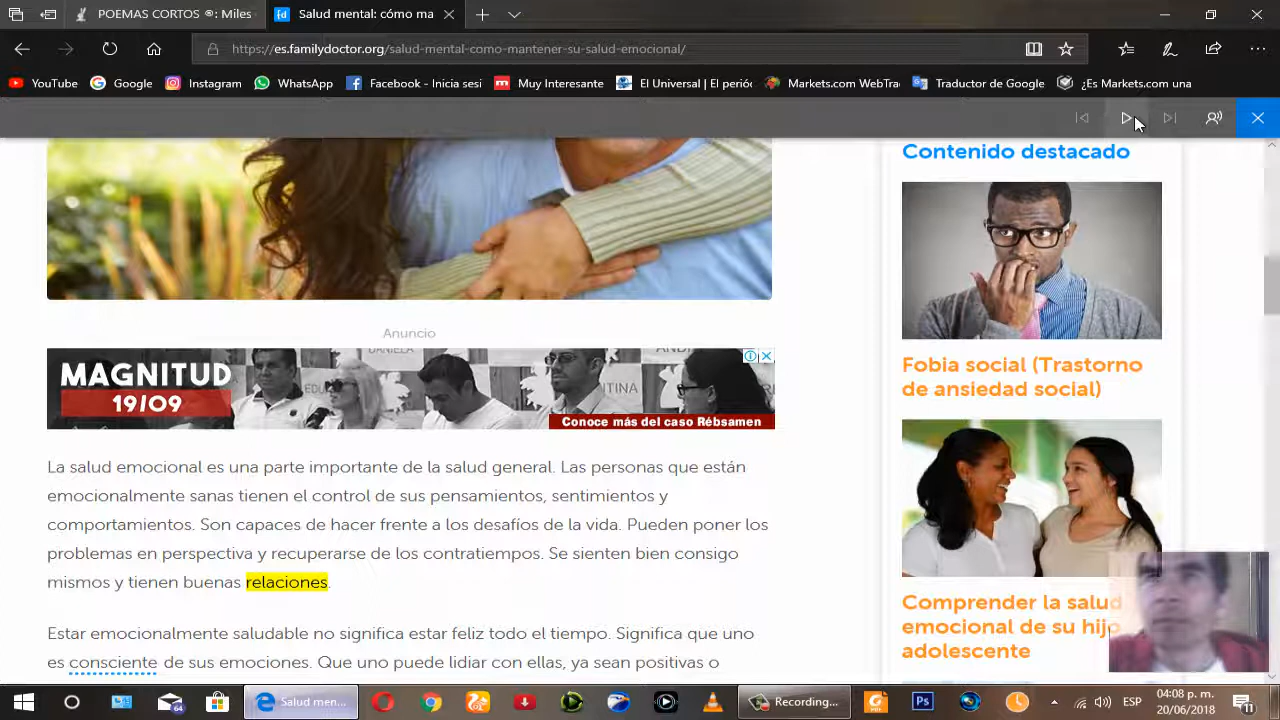 POEMAS CORTOS ®: Miles
Salud mental: cómo ma
https://es.familydoctor.org/salud-mental-como-mantener-su-salud-emocional/
YouTube
Google
Instagram
WhatsApp
Facebook - Inicia sesi
Muy Interesante
El Universal | El perió
Markets.com WebTra
Traductor de Google
¿Es Markets.com una
Contenido destacado
Anuncio
MAGNITUD
19/09
Conoce más del caso Rébsamen
La salud emocional es una parte importante de la salud general. Las personas que están
emocionalmente sanas tienen el control de sus pensamientos, sentimientos y
comportamientos. Son capaces de hacer frente a los desafíos de la vida. Pueden poner los
problemas en perspectiva y recuperarse de los contratiempos. Se sienten bien consigo
mismos y tienen buenas relaciones.
Estar emocionalmente saludable no significa estar feliz todo el tiempo. Significa que uno
es consciente de sus emociones. Que uno puede lidiar con ellas, ya sean positivas o
Fobia social (Trastorno
de ansiedad social)
Comprender la salud
emocional de su hijo
adolescente
64
Salud men...
Recording...
Ps
ESP
04:08 p. m.
20/06/2018
11